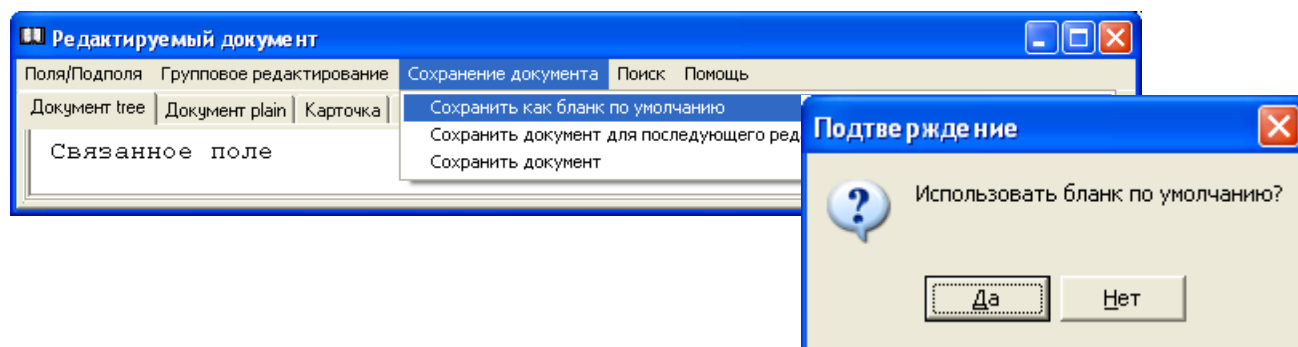 Редактируемый документ
Поля/Подполя Групповое редактирование Сохранение документа Поиск Помощь
Документ tree Документ plain Карточка
Сохранить как бланк по умолчанию
Сохранить документ для последующего ред
Сохранить документ
Связанное поле
Подтверждение
Использовать бланк по умолчанию?
Да Нет